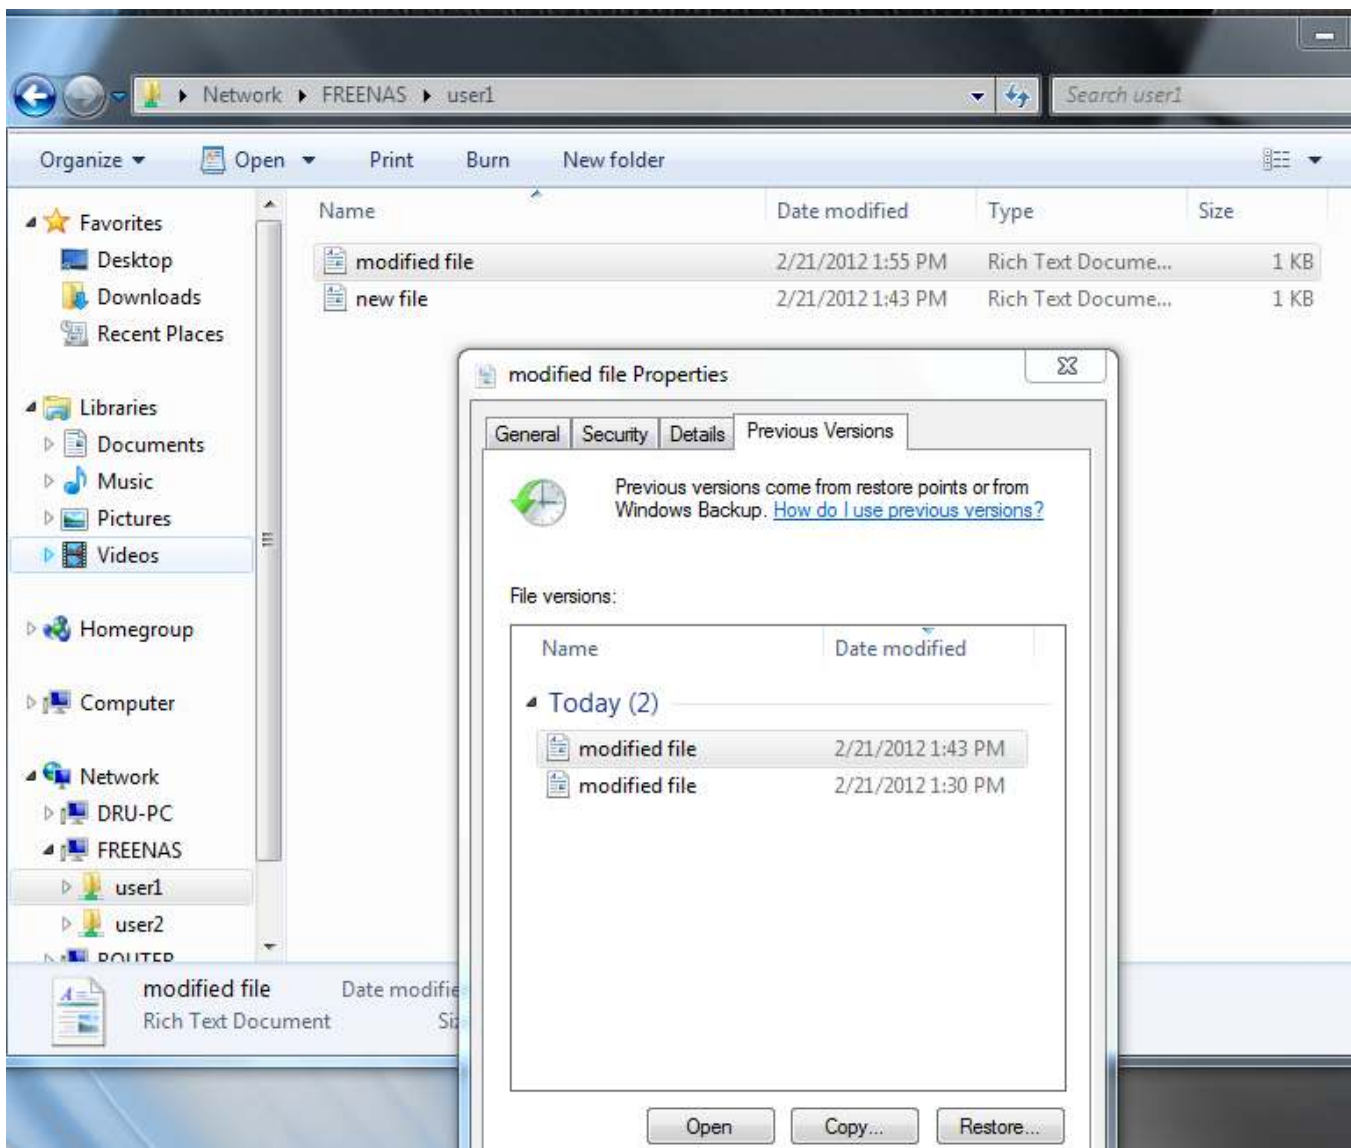 Network FREENAS user1 Search user1
Organize Open Print Burn New folder
Favorites
Desktop
Downloads
Recent Places
Libraries
Documents
Music
Pictures
Videos
Homegroup
Computer
Network
DRU-PC
FREENAS
user1
user2
ROUTER
Name Date modified Type Size
modified file 2/21/2012 1:55 PM Rich Text Docume... 1 KB
new file 2/21/2012 1:43 PM Rich Text Docume... 1 KB
modified file Properties
General Security Details Previous Versions
Previous versions come from restore points or from
Windows Backup. How do I use previous versions?
File versions:
Name Date modified
Today (2)
modified file 2/21/2012 1:43 PM
modified file 2/21/2012 1:30 PM
Open Copy... Restore...
modified file Date modifie
Rich Text Document Si